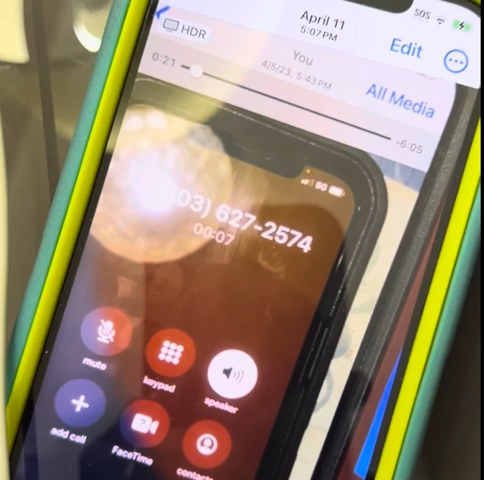 SOS
April 11
5:07 PM
Edit
HDR
You
4/5/23, 5:43 PM
All Media
0:21
-6:05
5G
03) 627-2574
00:07
mute
keypad
speaker
add call
FaceTime
contacts